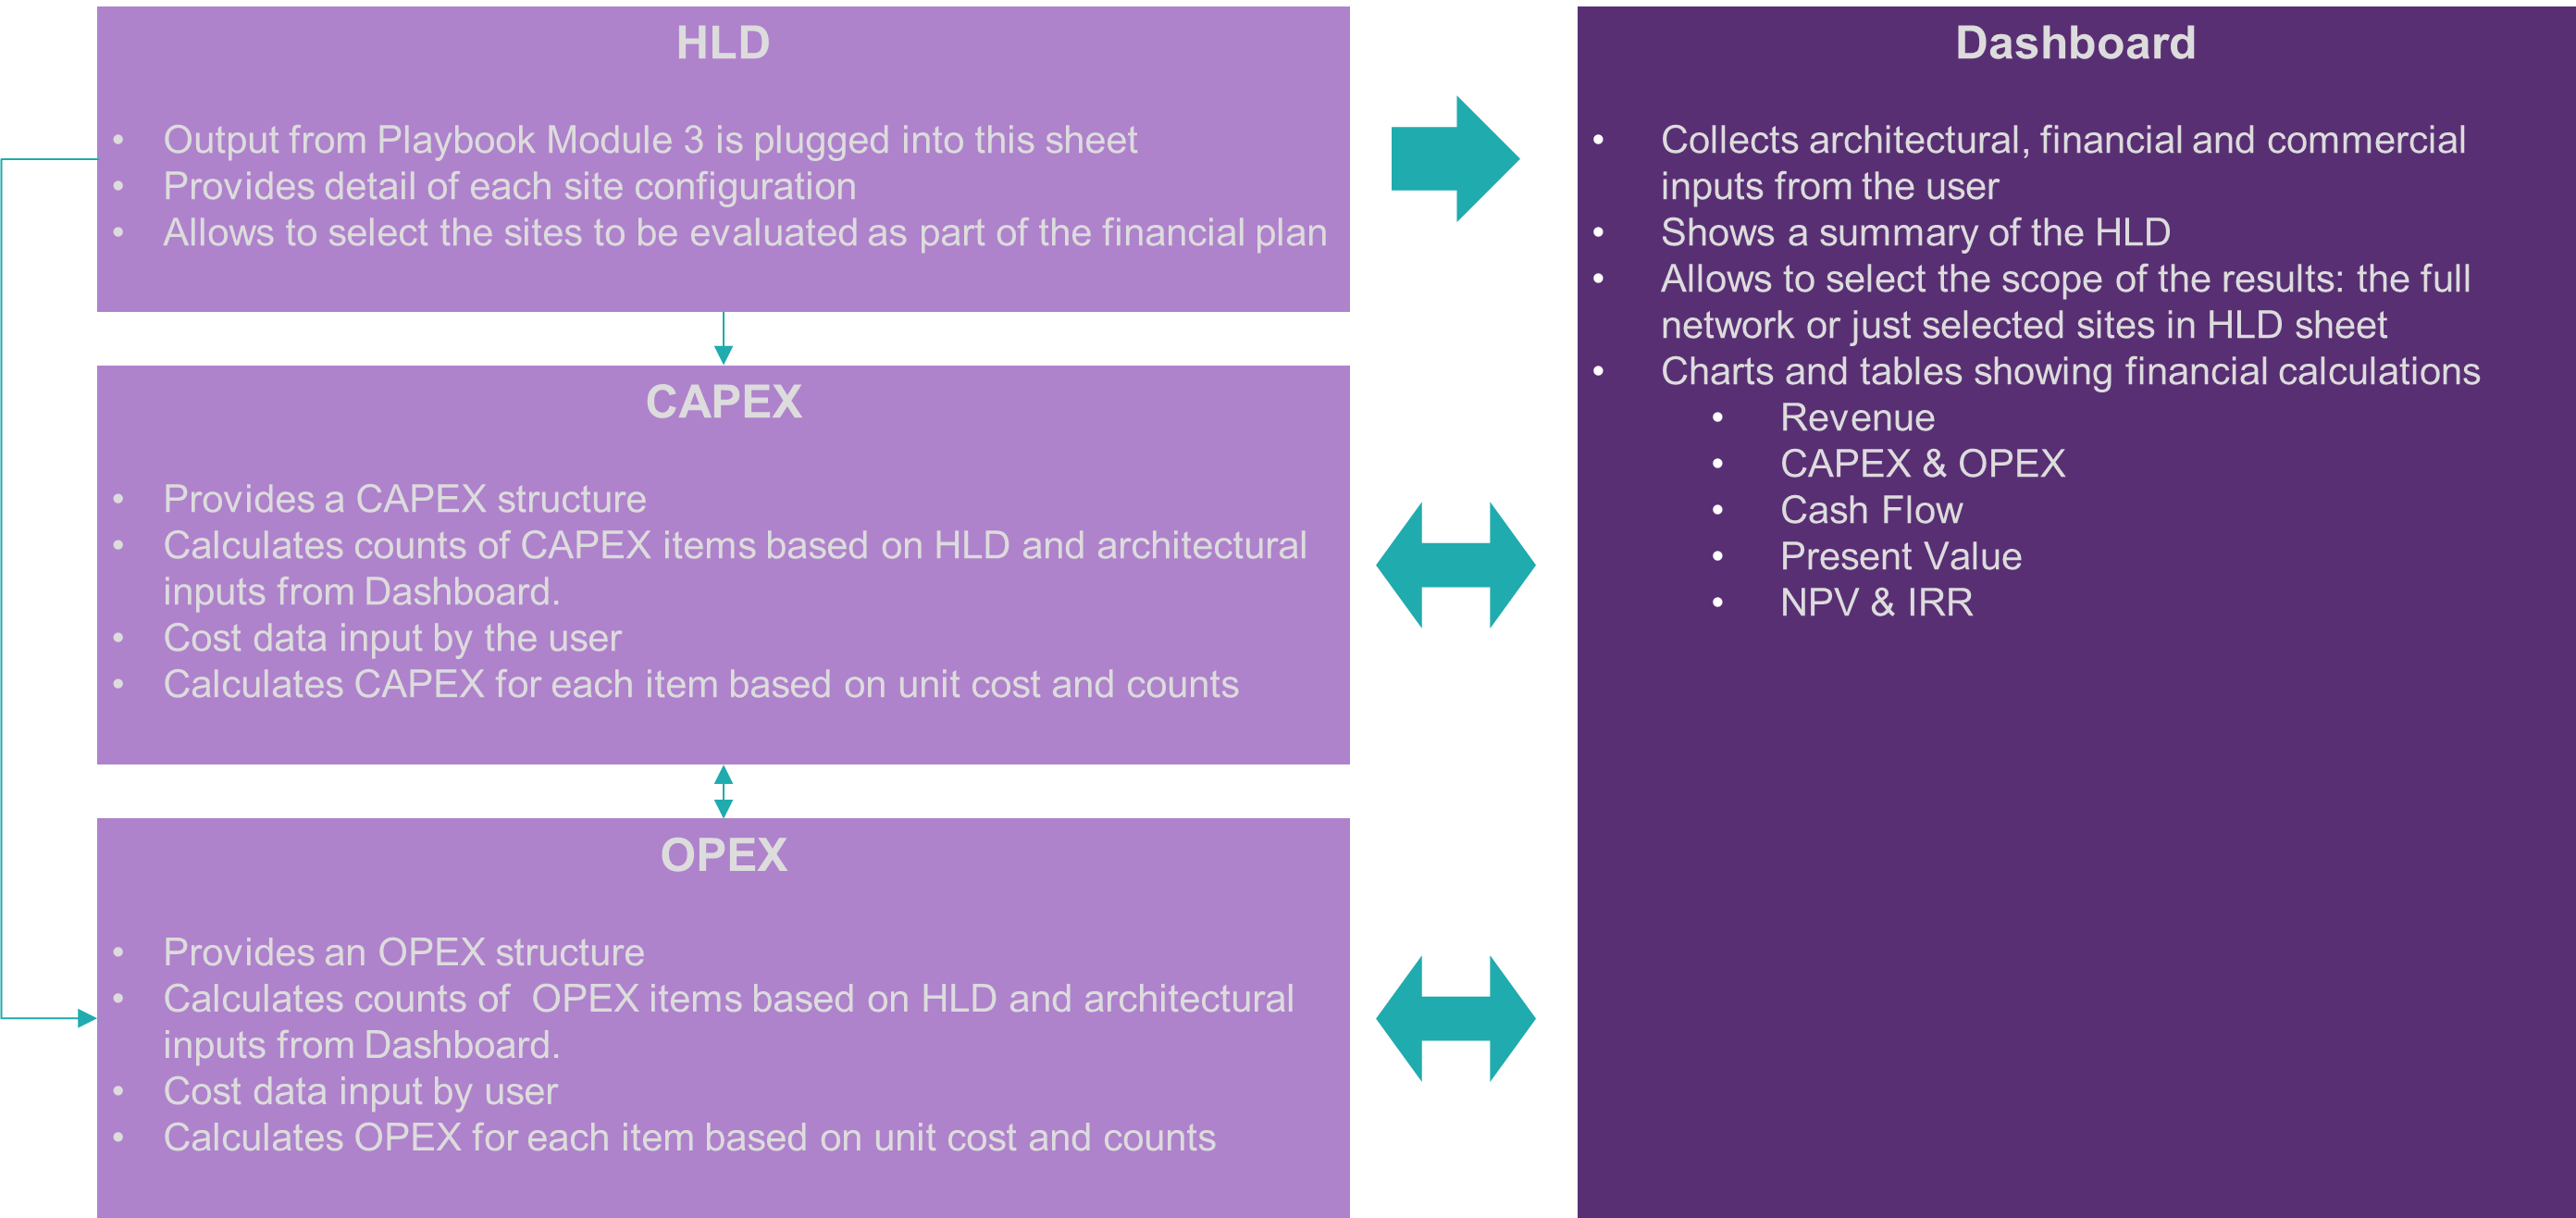 HLD
• Output from Playbook Module 3 is plugged into this sheet
• Provides detail of each site configuration
• Allows to select the sites to be evaluated as part of the financial plan
CAPEX
• Provides a CAPEX structure
• Calculates counts of CAPEX items based on HLD and architectural
inputs from Dashboard.
• Cost data input by the user
• Calculates CAPEX for each item based on unit cost and counts
OPEX
• Provides an OPEX structure
• Calculates counts of  OPEX items based on HLD and architectural
inputs from Dashboard.
• Cost data input by user
• Calculates OPEX for each item based on unit cost and counts
Dashboard
• Collects architectural, financial and commercial
inputs from the user
• Shows a summary of the HLD
• Allows to select the scope of the results: the full
network or just selected sites in HLD sheet
• Charts and tables showing financial calculations
• Revenue
• CAPEX & OPEX
• Cash Flow
• Present Value
• NPV & IRR